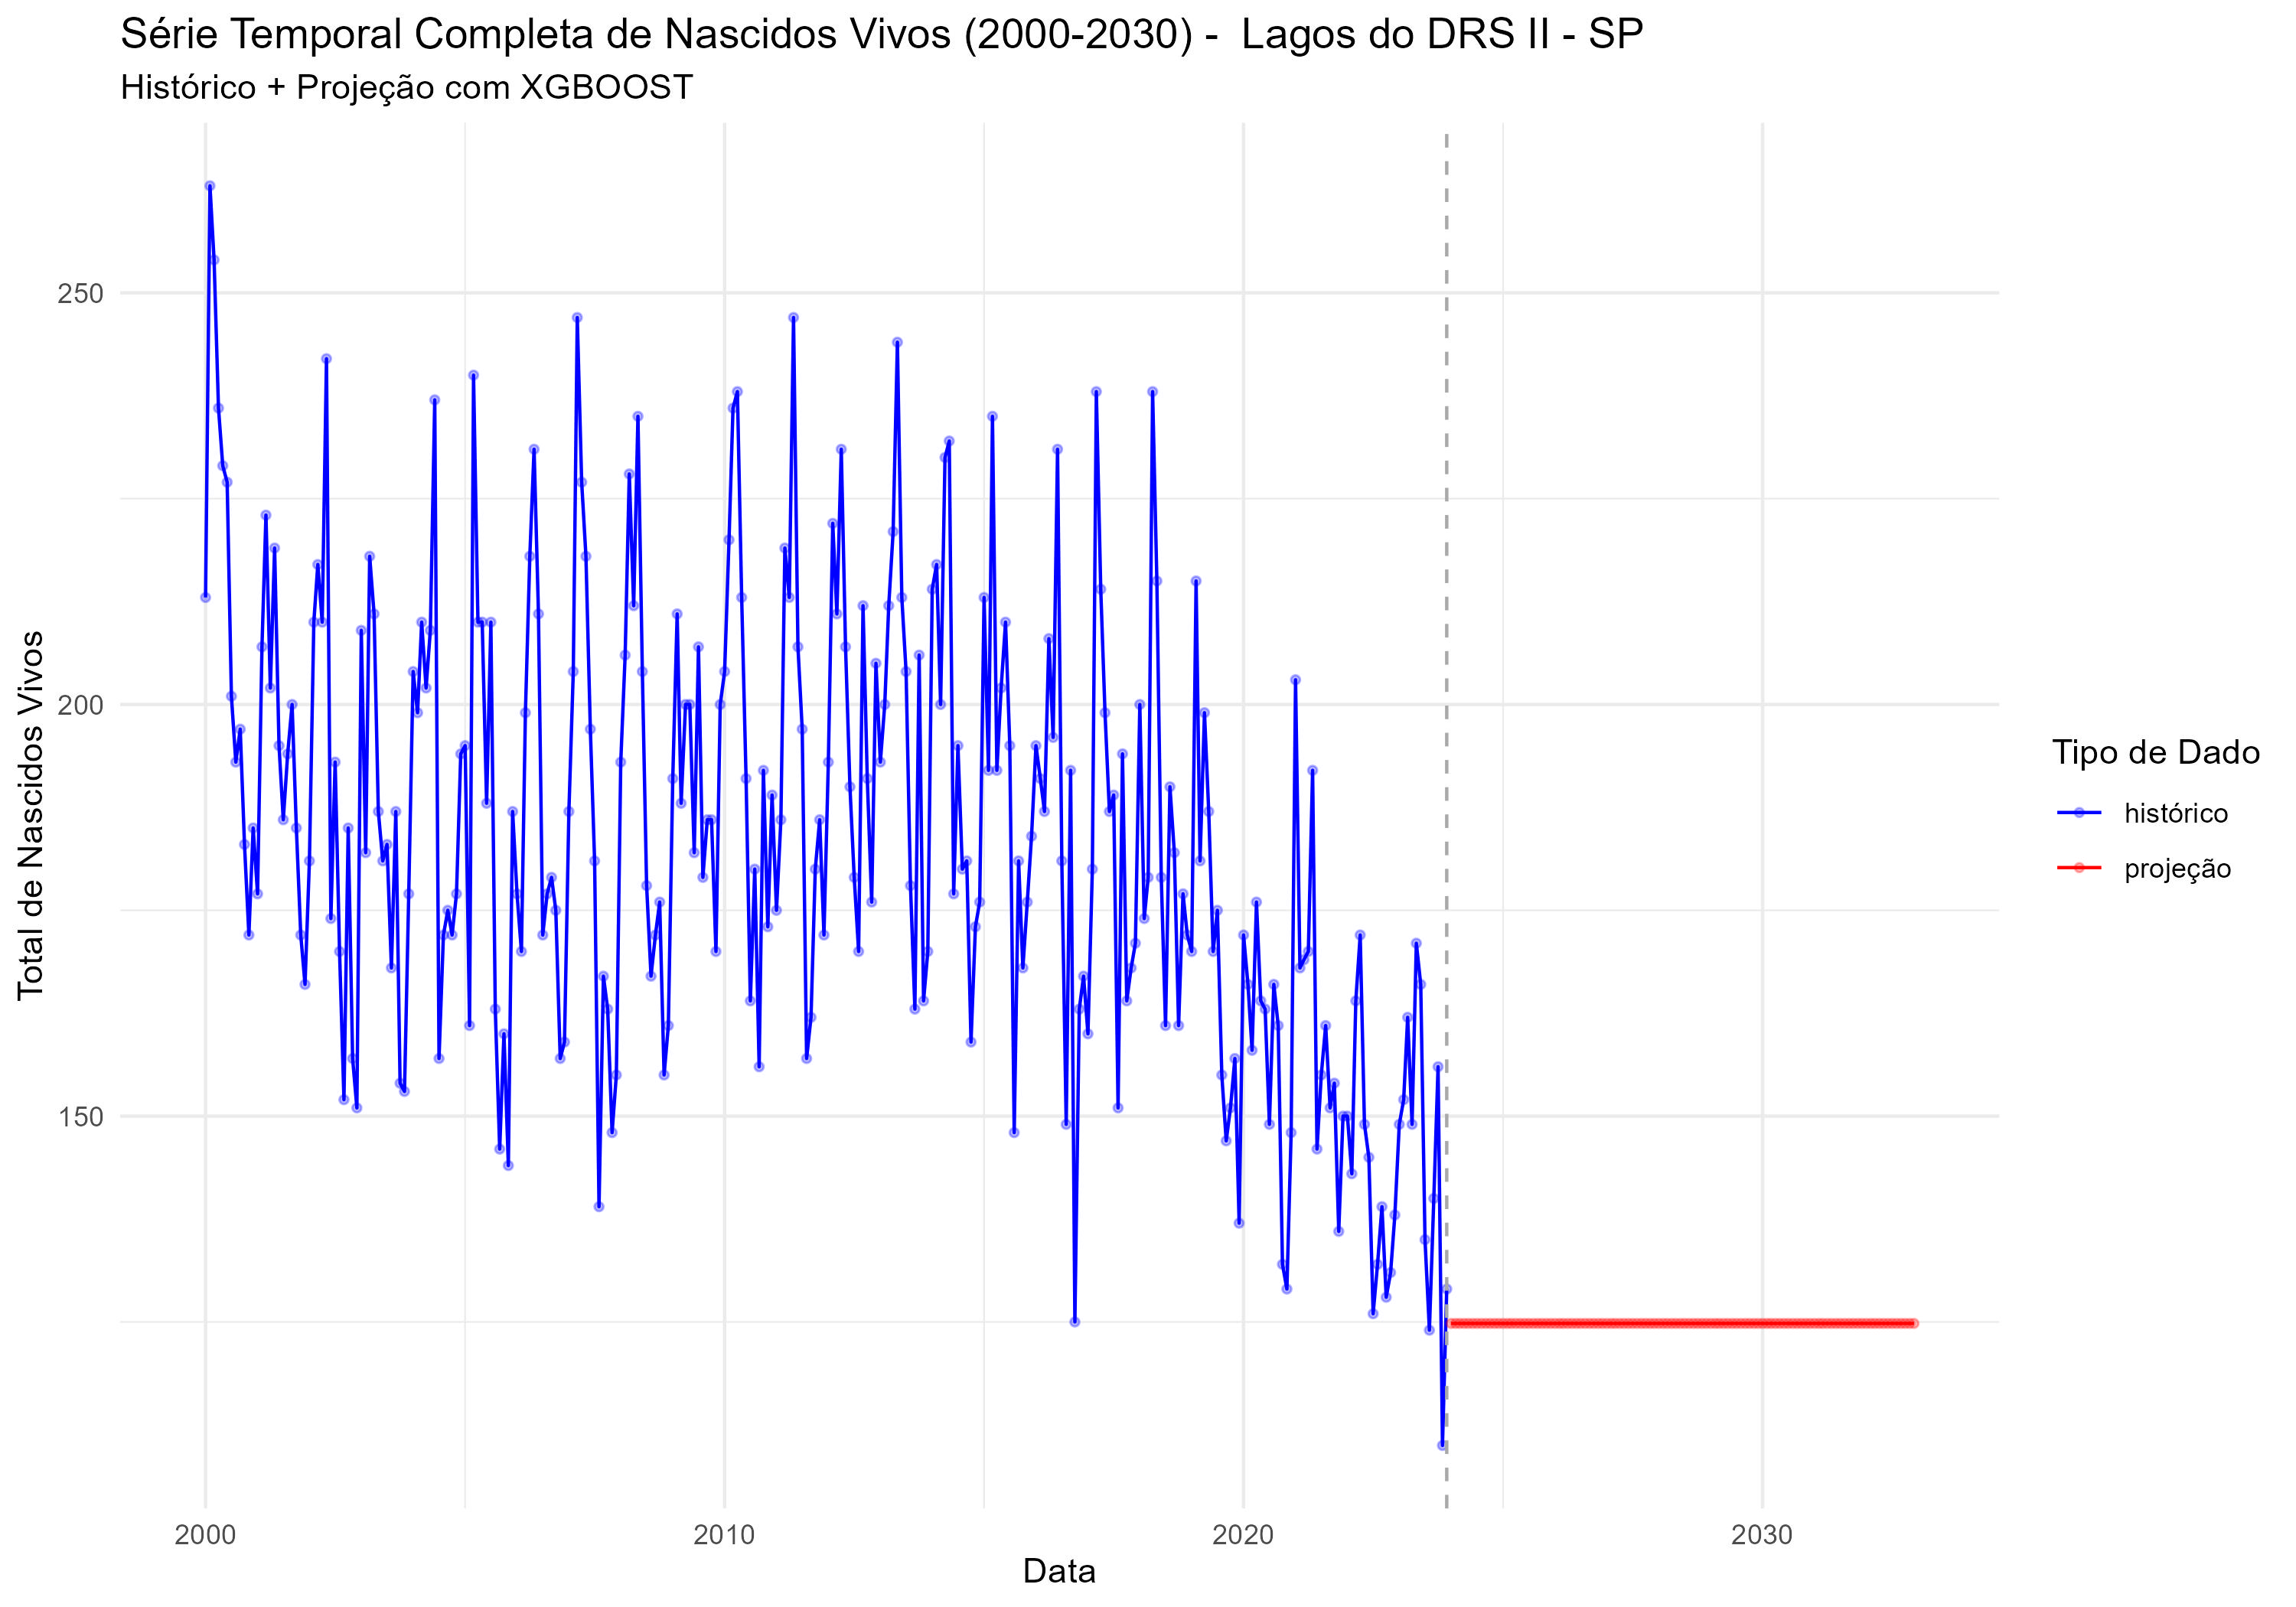 Série Temporal Completa de Nascidos Vivos (2000-2030) -  Lagos do DRS II - SP
Histórico + Projeção com XGBOOST
Total de Nascidos Vivos
250
200
150
2000
2010
2020
2030
Data
Tipo de Dado
histórico
projeção